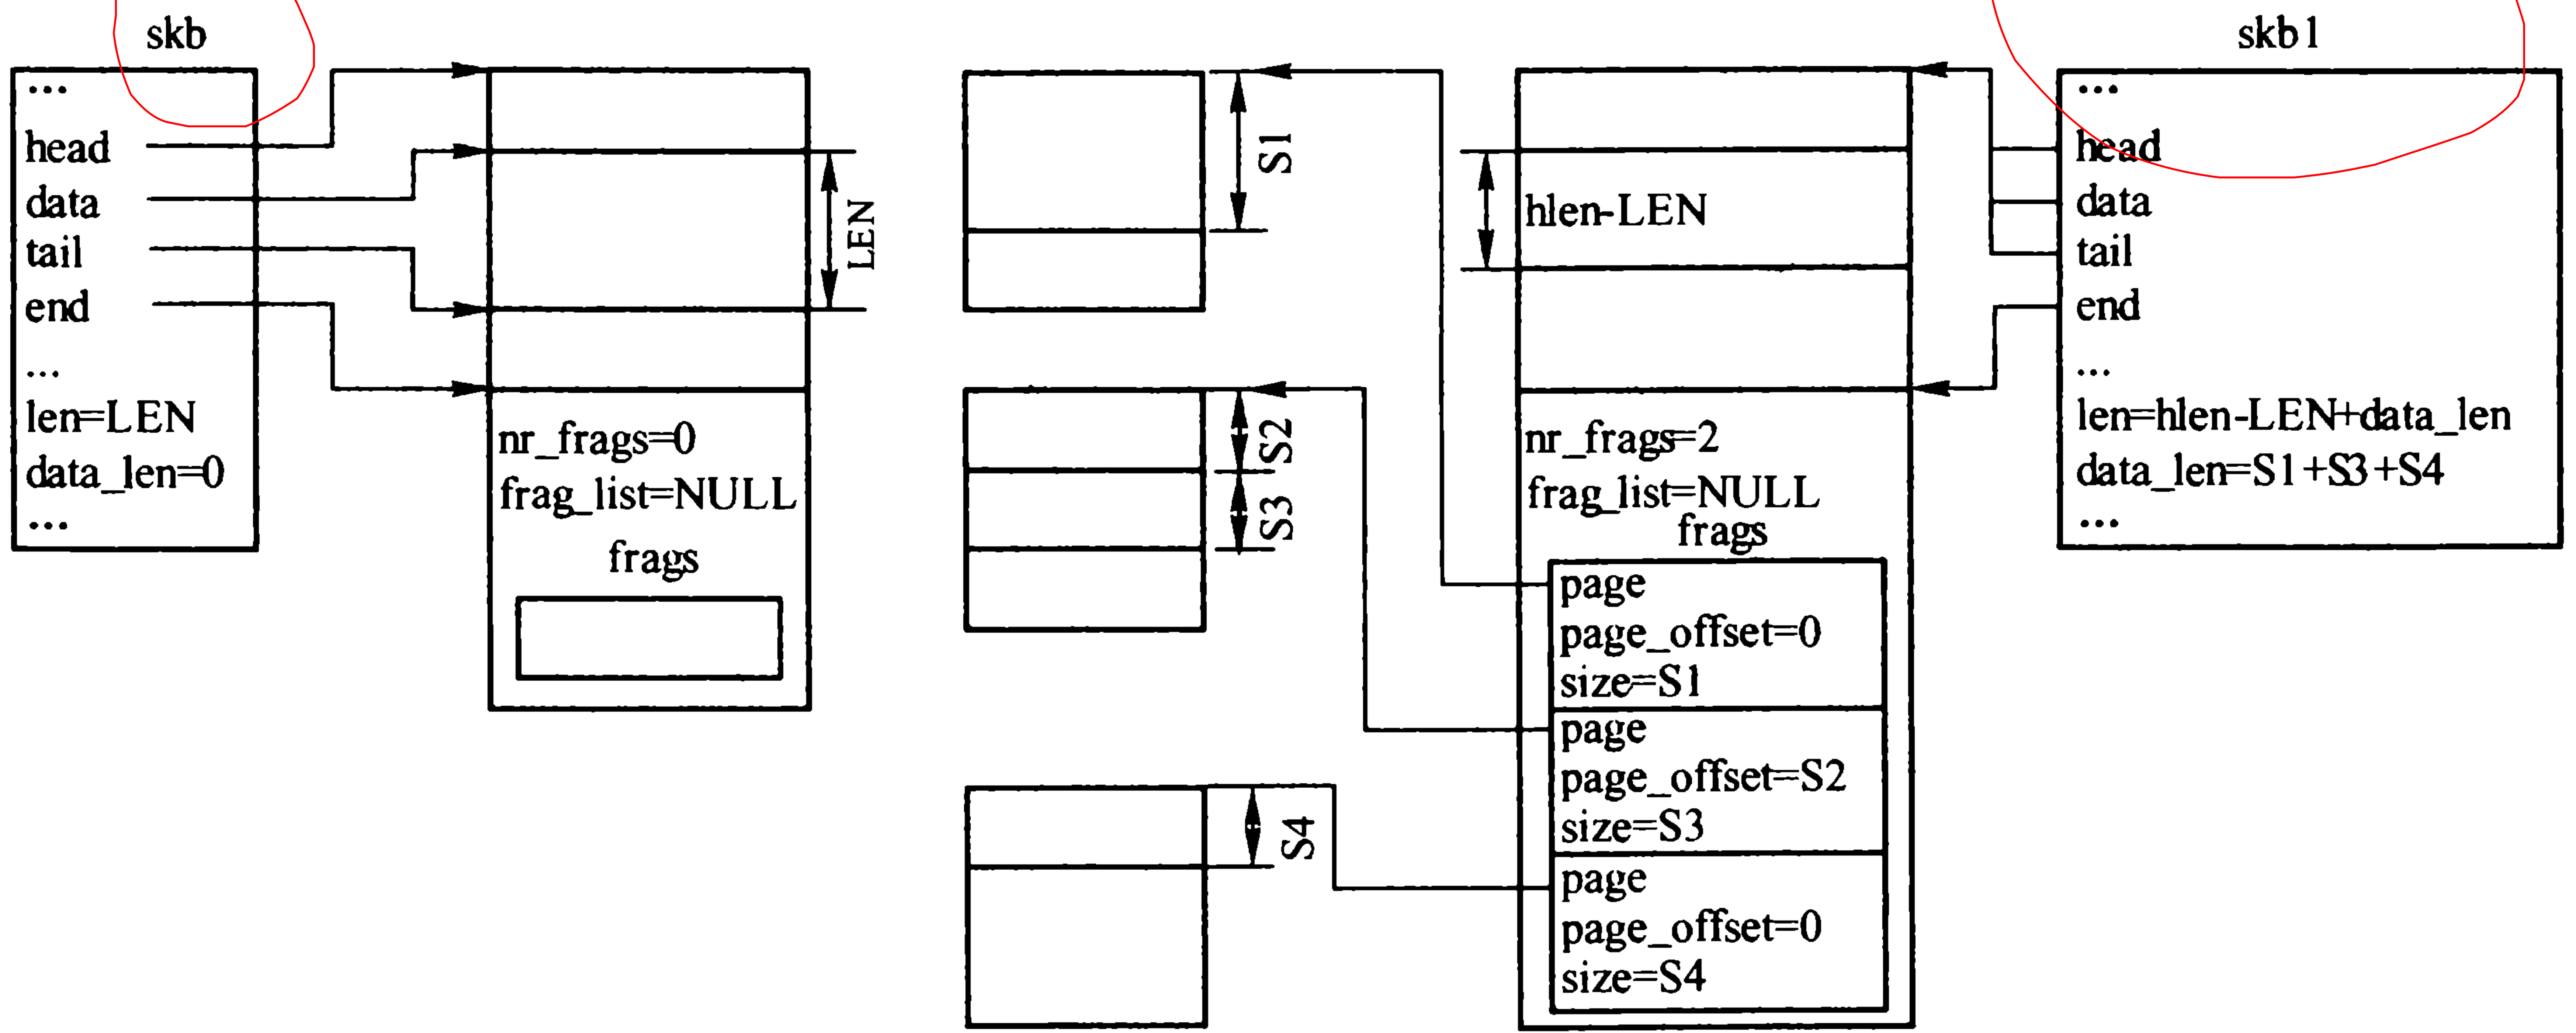 skb
...
head
data
tail
end
...
len=LEN
data_len=0
...
LEN
nr_frags=0
frag_list=NULL
frags
S1
S2
S3
S4
hlen-LEN
nr_frags=2
frag_list=NULL
frags
page
page_offset=0
size=S1
page
page_offset=S2
size=S3
page
page_offset=0
size=S4
skb1
...
head
data
tail
end
...
len=hlen-LEN+data_len
data_len=S1+S3+S4
...